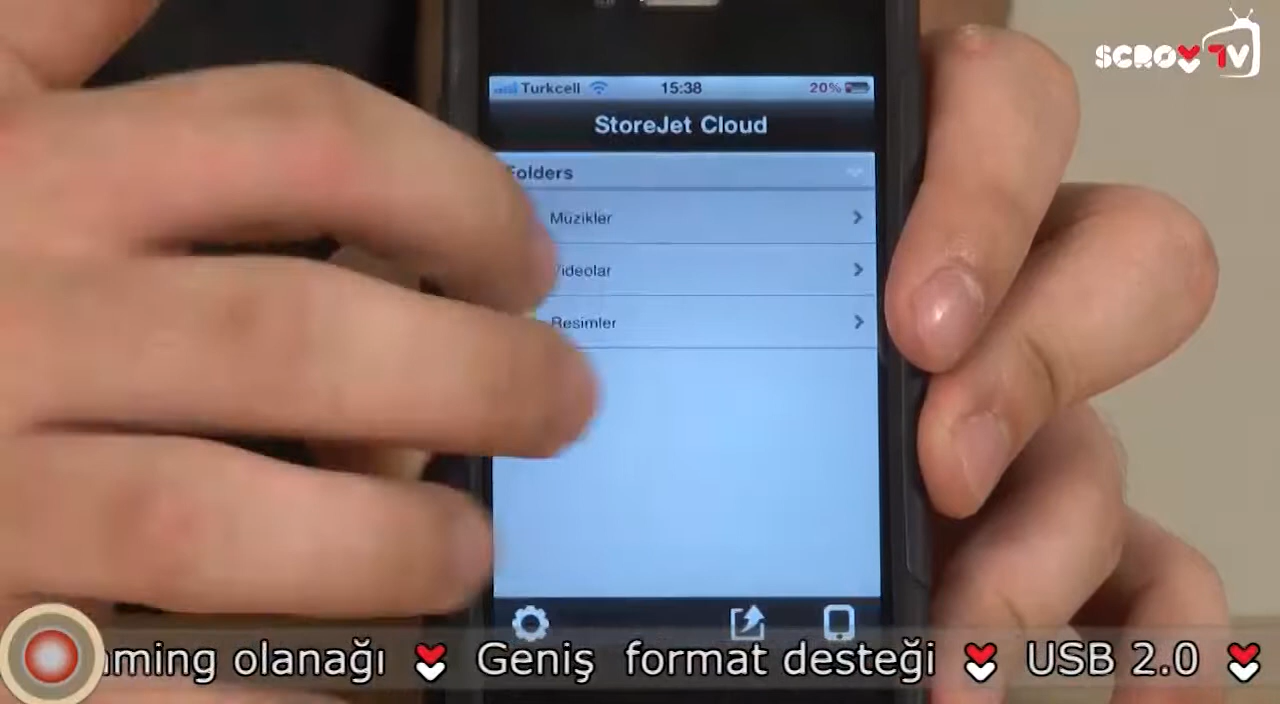 SCROLL TV
Turkcell 15:38 20%
StoreJet Cloud
Folders
Müzikler
Videolar
Resimler
aming olanağı Geniş format desteği USB 2.0